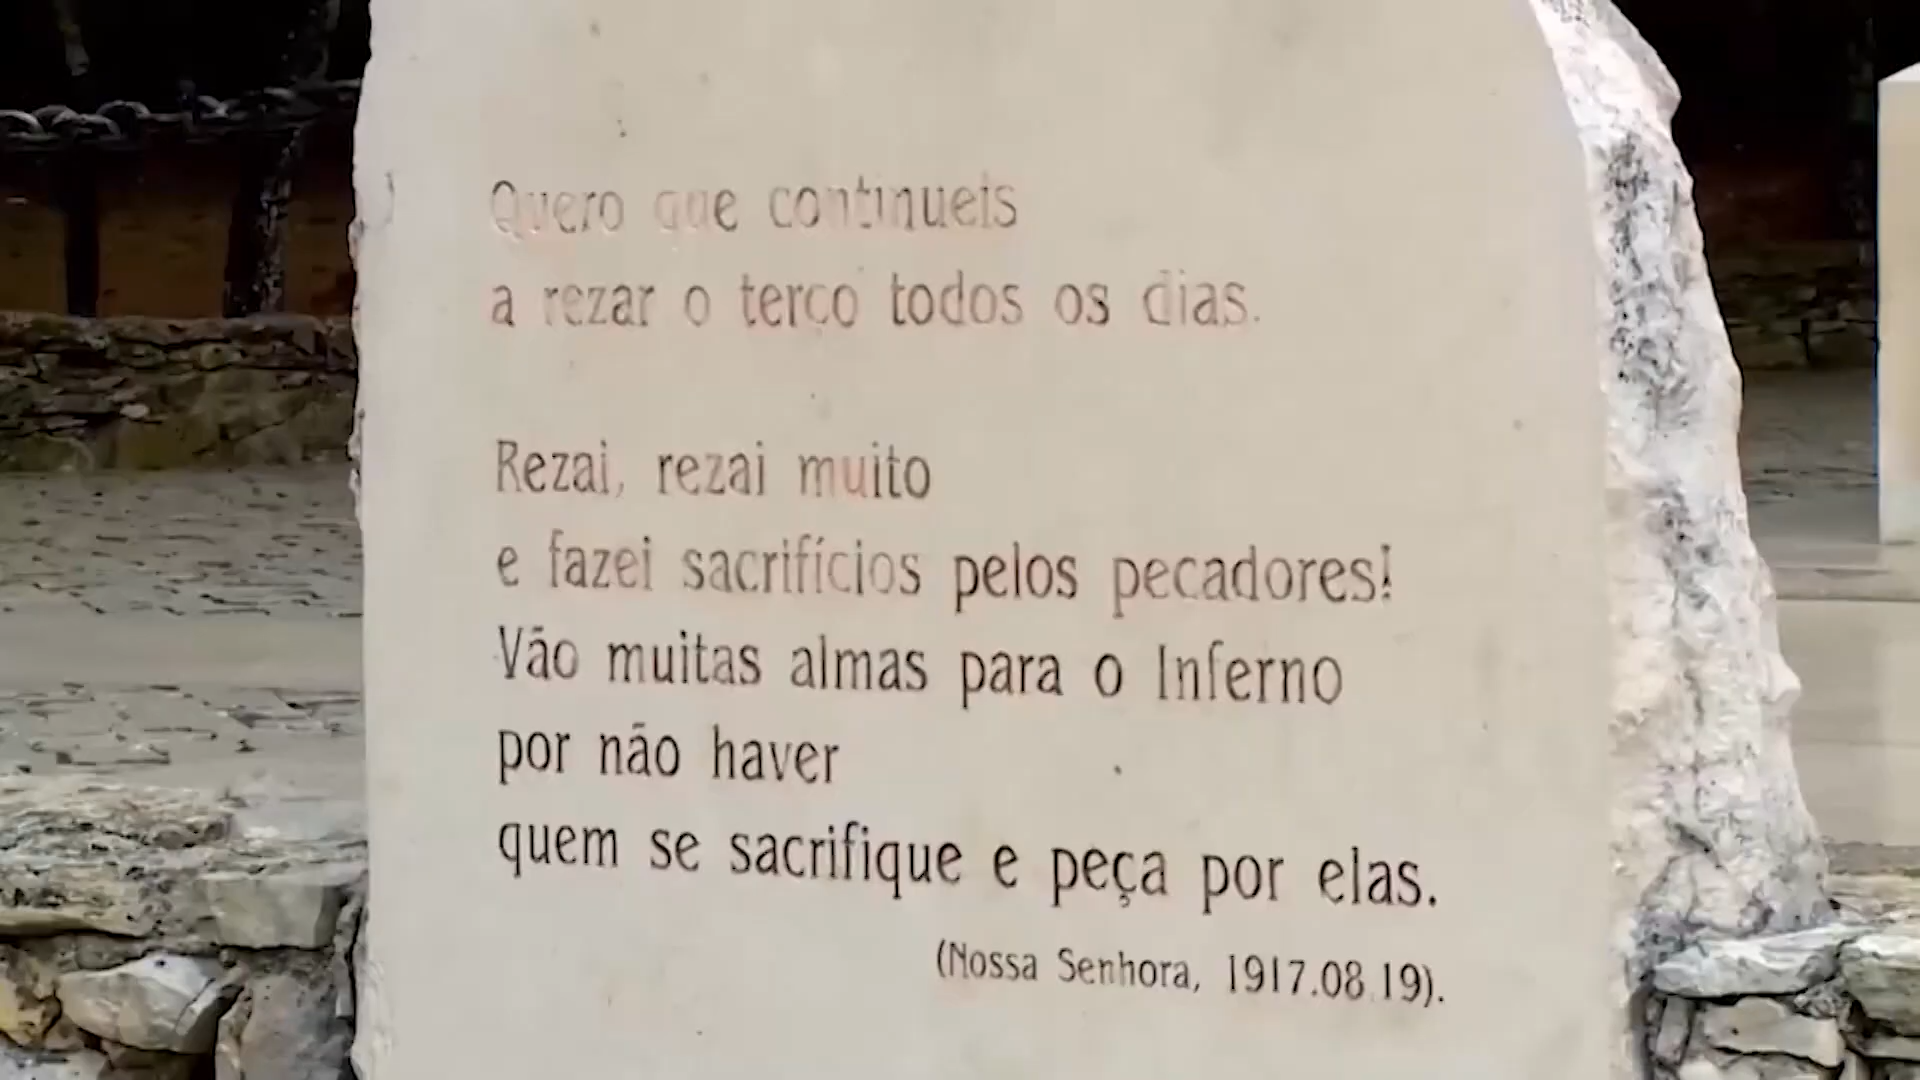 Quero que continueis
a rezar o terço todos os dias.
Rezai, rezai muito
e fazei sacrifícios pelos pecadores!
Vão muitas almas para o Inferno
por não haver
quem se sacrifique e peça por elas.
(Nossa Senhora, 1917.08.19).